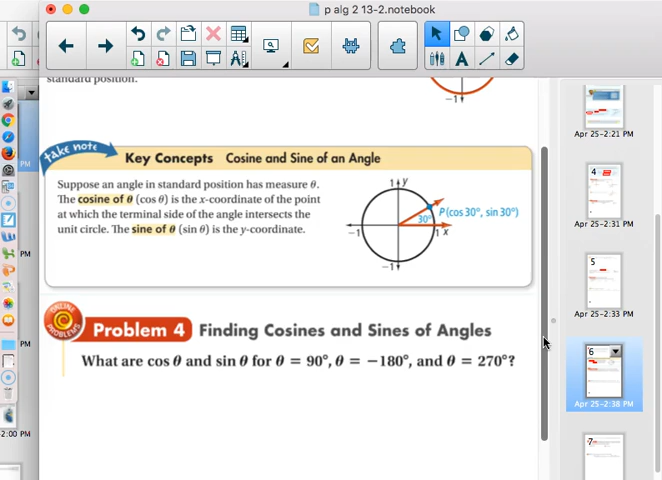 p alg 2 13-2.notebook
standard position.
−1
take note
Key Concepts Cosine and Sine of an Angle
Suppose an angle in standard position has measure θ.
The cosine of θ (cos θ) is the x-coordinate of the point
at which the terminal side of the angle intersects the
unit circle. The sine of θ (sin θ) is the y-coordinate.
1 y
P(cos 30°, sin 30°)
30°
−1
1 x
−1
ONLINE PROBLEMS
Problem 4 Finding Cosines and Sines of Angles
What are cos θ and sin θ for θ = 90°, θ = −180°, and θ = 270°?
PM
PM
-2:00 PM
Apr 25-2:21 PM
4
Apr 25-2:31 PM
5
Apr 25-2:33 PM
6
Apr 25-2:38 PM
7